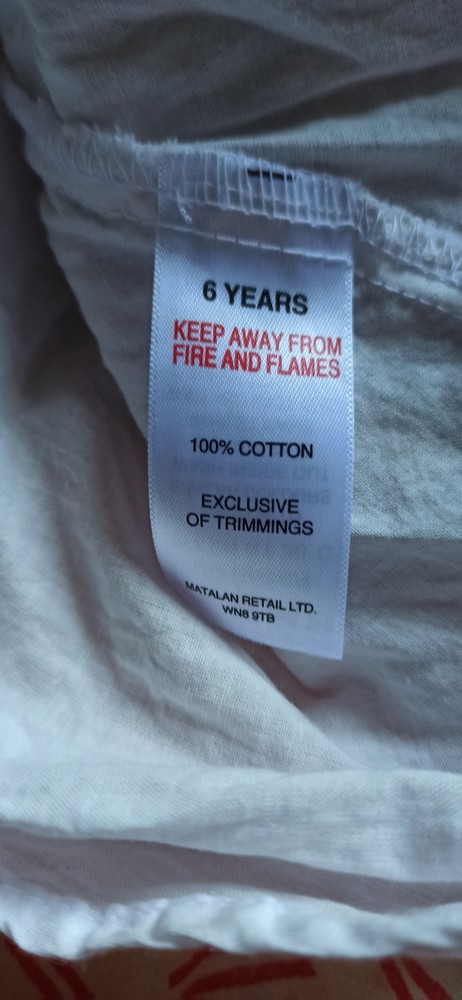 6 YEARS
KEEP AWAY FROM
FIRE AND FLAMES
100% COTTON
EXCLUSIVE
OF TRIMMINGS
MATALAN RETAIL LTD.
WN8 9TB